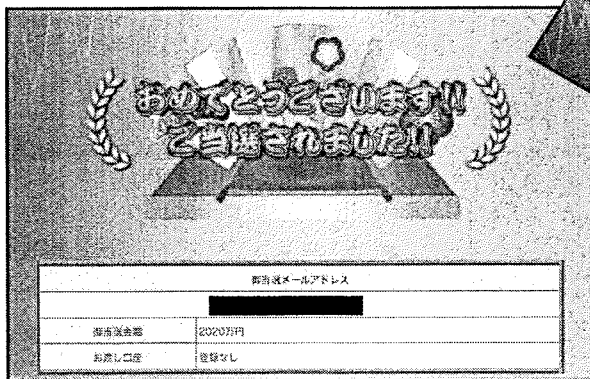 おめでとうございます!!
ご当選されました!!
御当選メールアドレス
御当選金額
2020万円
お渡し口座
登録なし